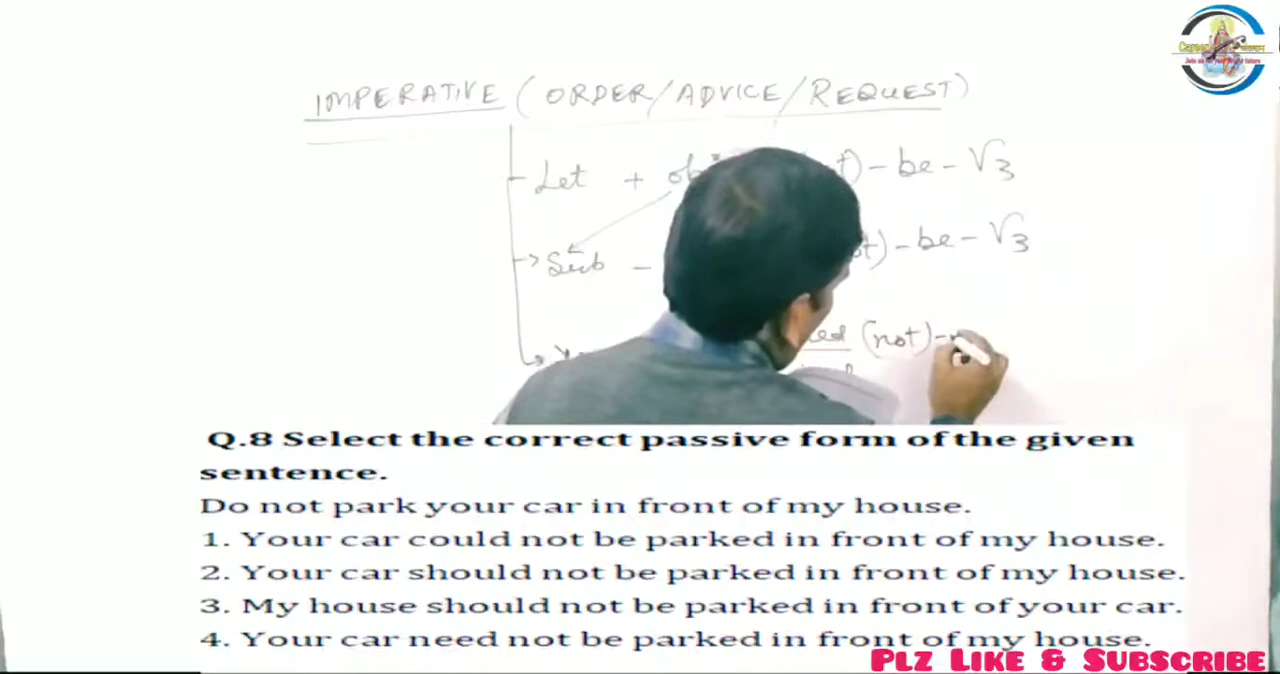 Career
IMPERATIVE (ORDER/ADVICE/REQUEST)
Let + - be - V3
Sub - - be - V3
(not) -
Q.8 Select the correct passive form of the given
sentence.
Do not park your car in front of my house.
1. Your car could not be parked in front of my house.
2. Your car should not be parked in front of my house.
3. My house should not be parked in front of your car.
4. Your car need not be parked in front of my house.
Plz Like & Subscribe